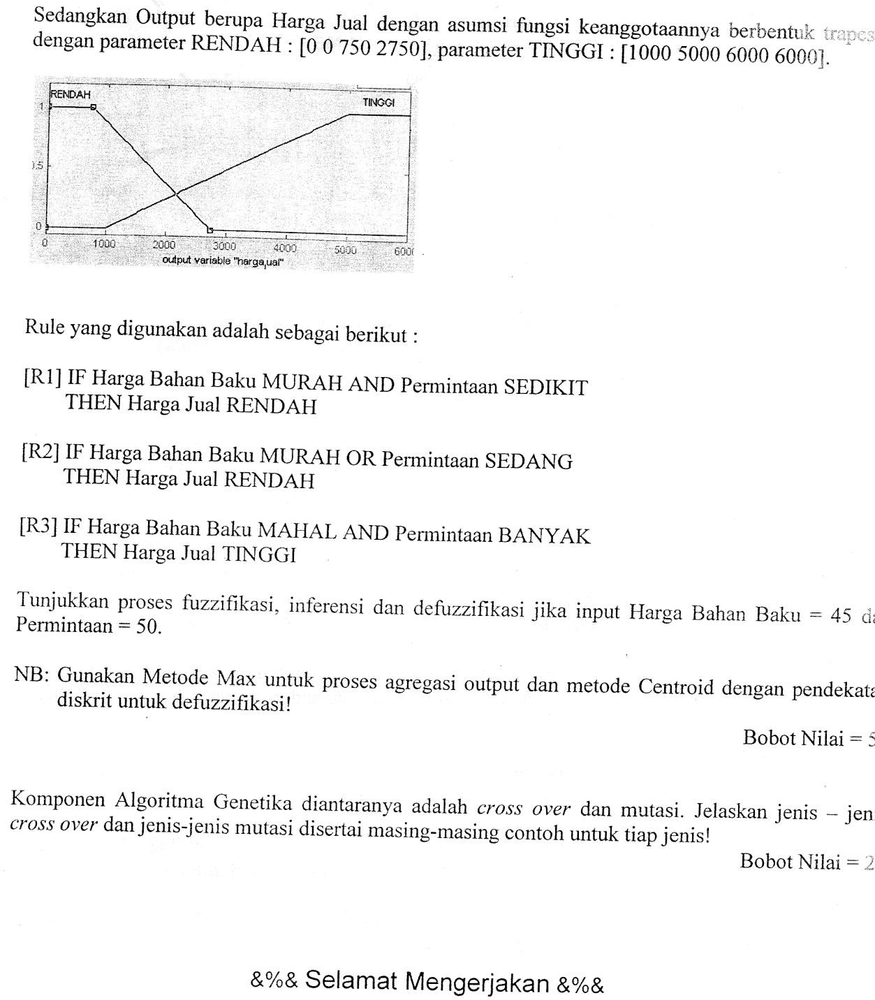 Sedangkan Output berupa Harga Jual dengan asumsi fungsi keanggotaannya berbentuk trapes
dengan parameter RENDAH : [0 0 750 2750], parameter TINGGI : [1000 5000 6000 6000].
RENDAH
TINGGI
1
0.5
0
0 1000 2000 3000 4000 5000 600
output variable "harga,ual"
Rule yang digunakan adalah sebagai berikut :
[R1] IF Harga Bahan Baku MURAH AND Permintaan SEDIKIT
THEN Harga Jual RENDAH
[R2] IF Harga Bahan Baku MURAH OR Permintaan SEDANG
THEN Harga Jual RENDAH
[R3] IF Harga Bahan Baku MAHAL AND Permintaan BANYAK
THEN Harga Jual TINGGI
Tunjukkan proses fuzzifikasi, inferensi dan defuzzifikasi jika input Harga Bahan Baku = 45 da
Permintaan = 50.
NB: Gunakan Metode Max untuk proses agregasi output dan metode Centroid dengan pendekata
diskrit untuk defuzzifikasi!
Bobot Nilai = 5
Komponen Algoritma Genetika diantaranya adalah cross over dan mutasi. Jelaskan jenis – jen
cross over dan jenis-jenis mutasi disertai masing-masing contoh untuk tiap jenis!
Bobot Nilai = 2
&%& Selamat Mengerjakan &%&